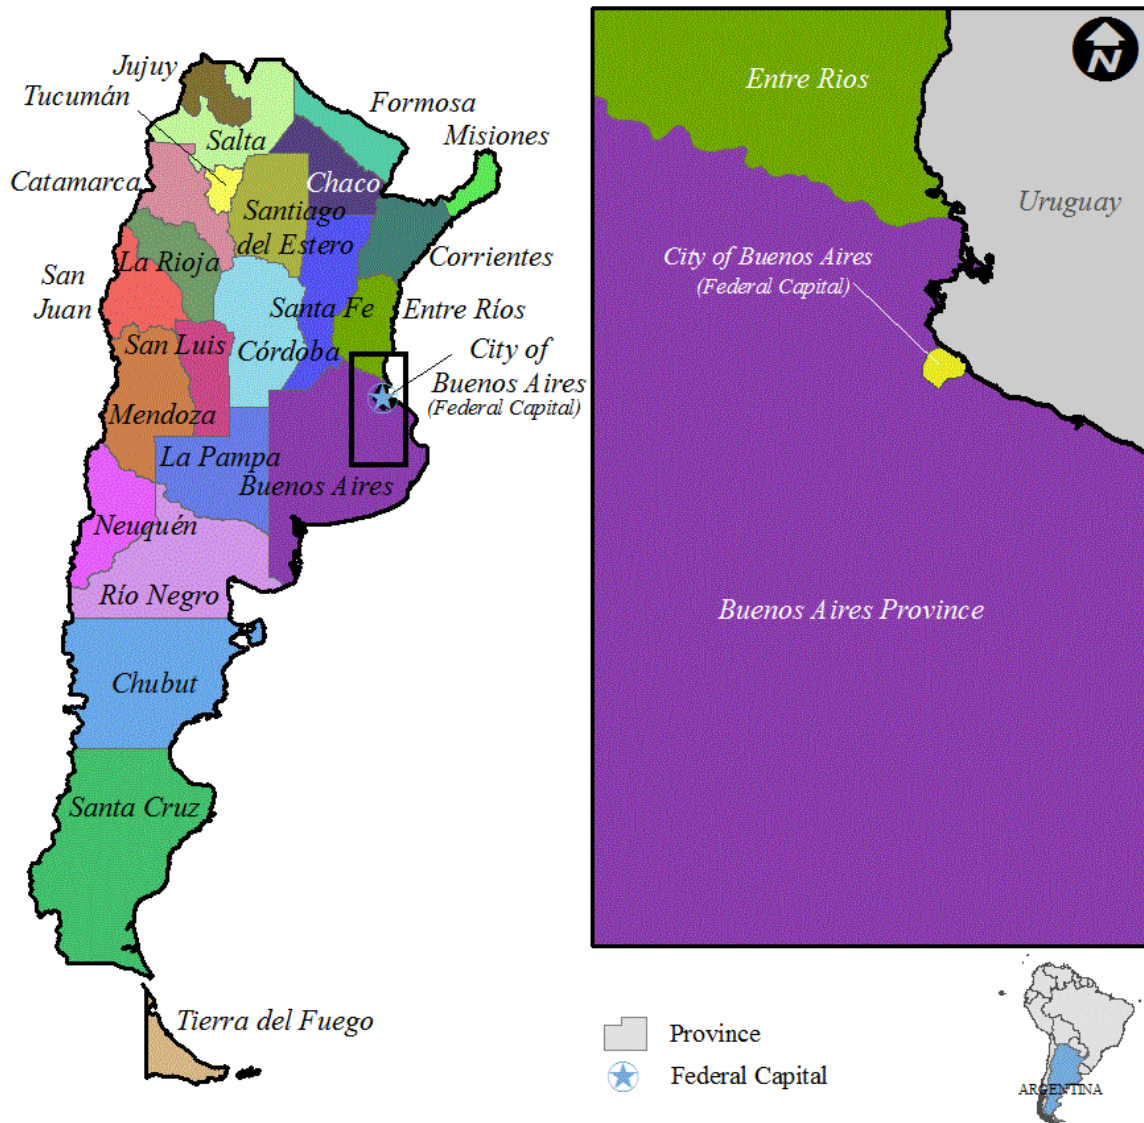 Jujuy
Tucumán
Formosa
Misiones
Salta
Catamarca
Chaco
Santiago
del Estero
Corrientes
La Rioja
San
Juan
Santa Fe
Entre Ríos
San Luis
Córdoba
City of
Buenos Aires
(Federal Capital)
Mendoza
La Pampa
Buenos Aires
Neuquén
Río Negro
Chubut
Santa Cruz
Tierra del Fuego
N
Entre Rios
Uruguay
City of Buenos Aires
(Federal Capital)
Buenos Aires Province
Province
Federal Capital
ARGENTINA